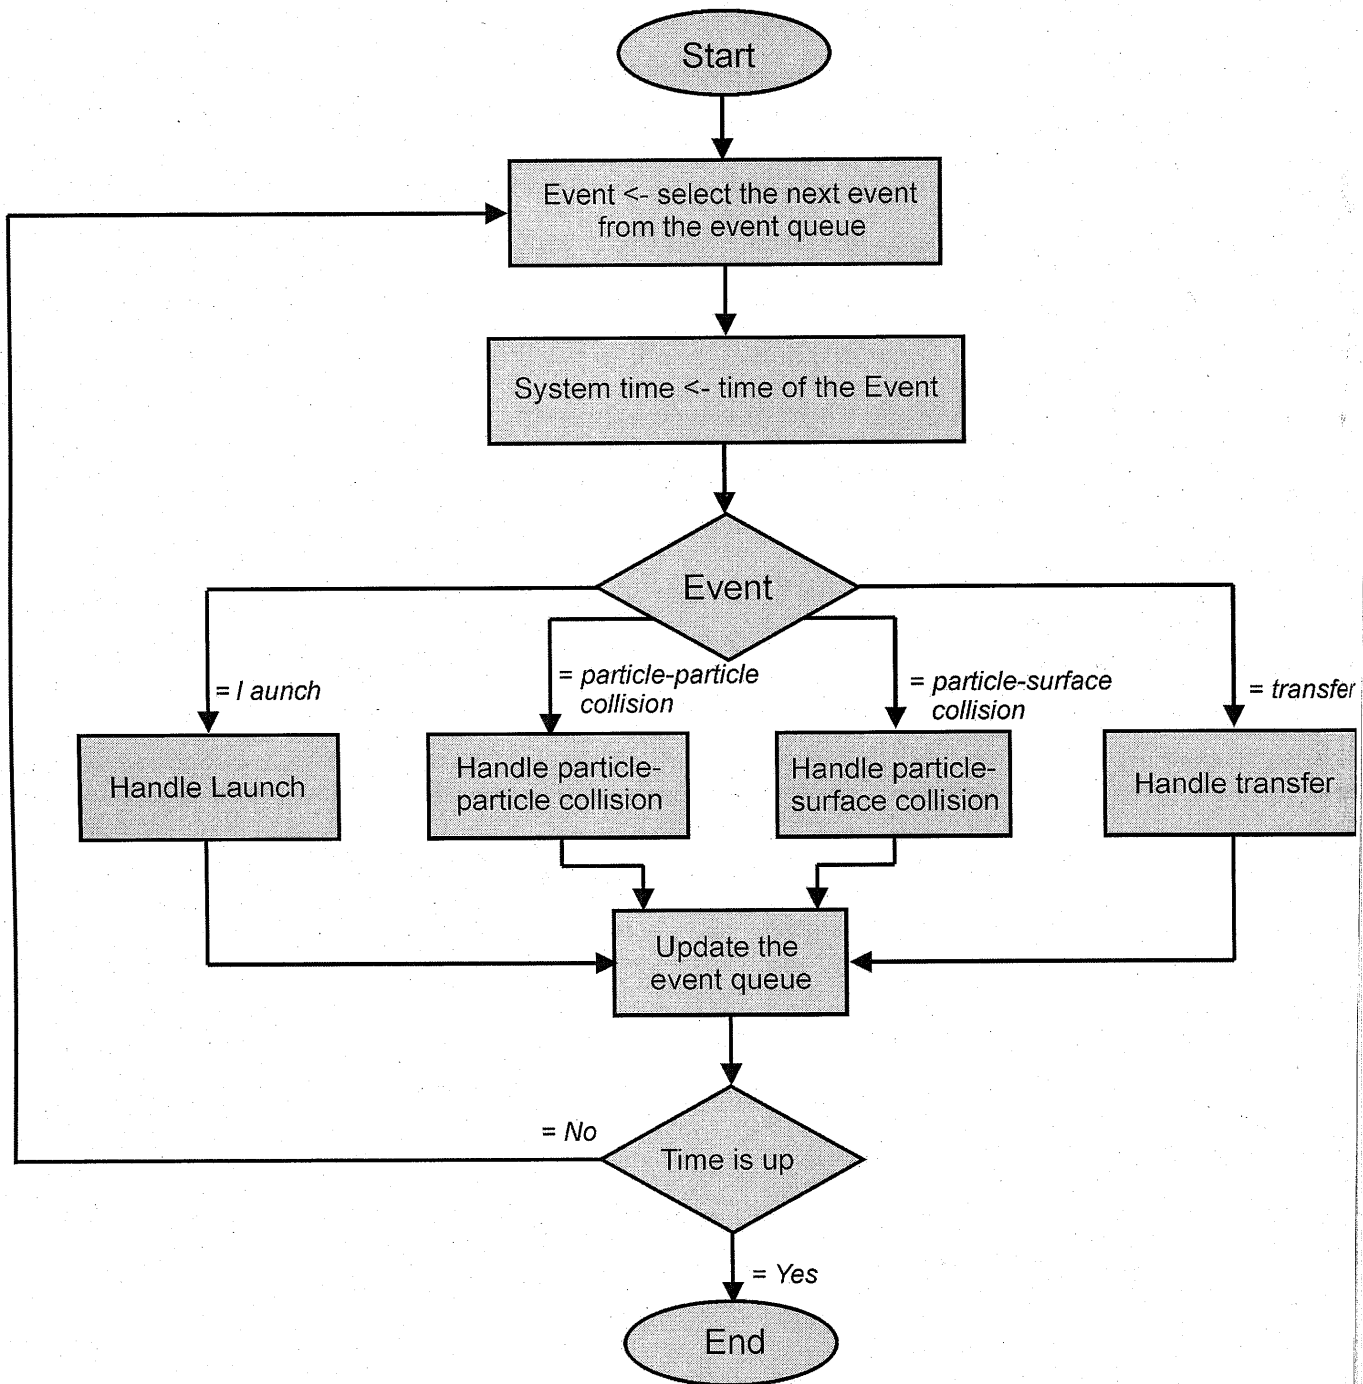 Start
Event <- select the next event
from the event queue
System time <- time of the Event
Event
= l aunch
= particle-particle
collision
= particle-surface
collision
= transfer
Handle Launch
Handle particle-
particle collision
Handle particle-
surface collision
Handle transfer
Update the
event queue
= No
Time is up
= Yes
End